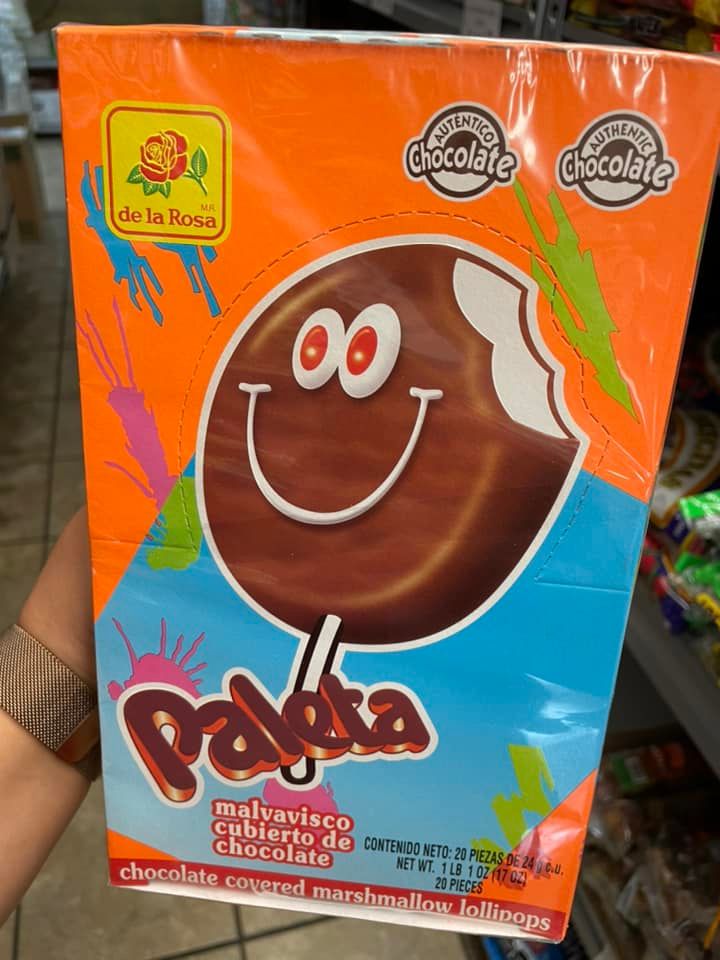 AUTÉNTICO
Chocolate
AUTHENTIC
Chocolate
M.R.
de la Rosa
Paleta
malvavisco
cubierto de
chocolate
CONTENIDO NETO: 20 PIEZAS DE 24 g c.u.
NET WT. 1 LB 1 OZ (17 OZ)
20 PIECES
chocolate covered marshmallow lollipops